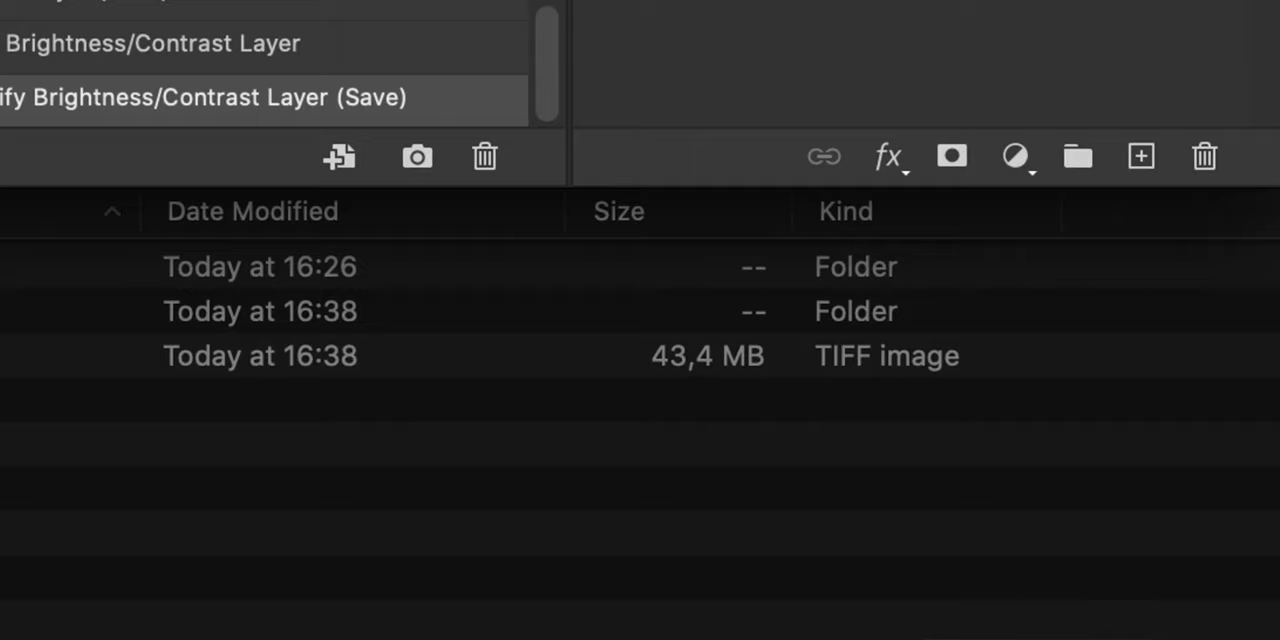 Brightness/Contrast Layer
ify Brightness/Contrast Layer (Save)
fx
Date Modified Size Kind
Today at 16:26 -- Folder
Today at 16:38 -- Folder
Today at 16:38 43,4 MB TIFF image